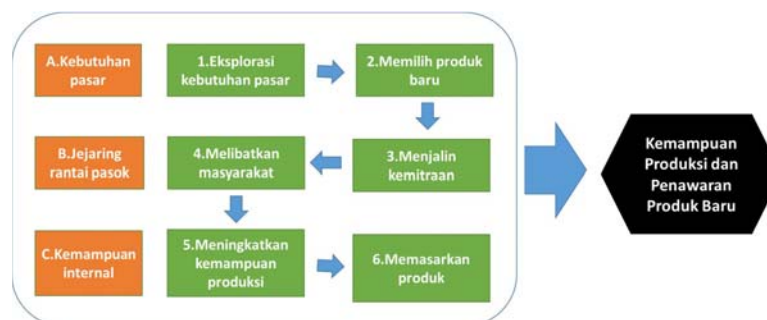 A.Kebutuhan
pasar
1.Eksplorasi
kebutuhan pasar
2.Memilih produk
baru
B.Jejaring
rantai pasok
4.Melibatkan
masyarakat
3.Menjalin
kemitraan
C.Kemampuan
internal
5.Meningkatkan
kemampuan
produksi
6.Memasarkan
produk
Kemampuan
Produksi dan
Penawaran
Produk Baru